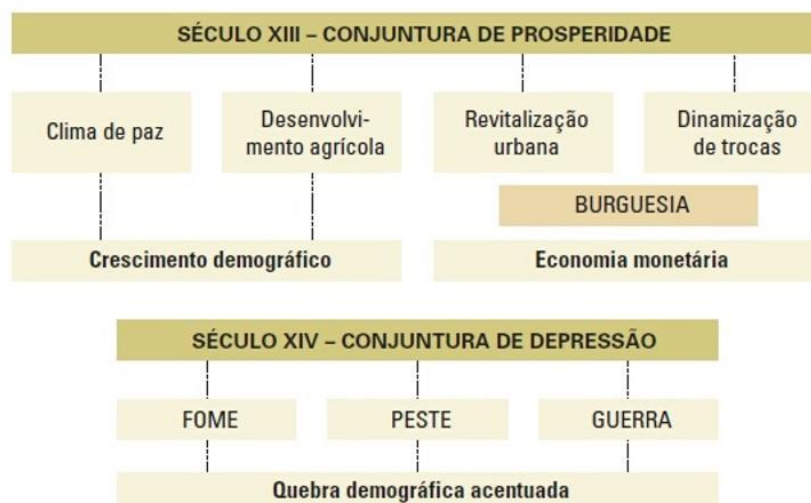 SÉCULO XIII – CONJUNTURA DE PROSPERIDADE
Clima de paz
Desenvolvi-
mento agrícola
Revitalização
urbana
Dinamização
de trocas
BURGUESIA
Crescimento demográfico
Economia monetária
SÉCULO XIV – CONJUNTURA DE DEPRESSÃO
FOME
PESTE
GUERRA
Quebra demográfica acentuada